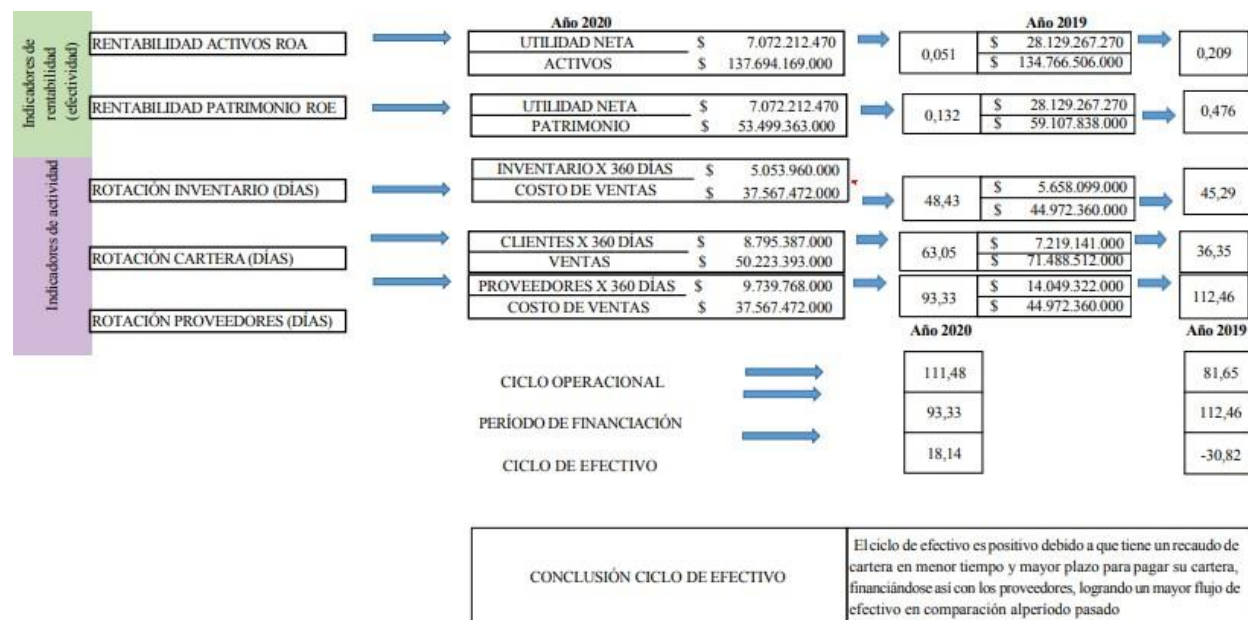 Indicadores de
rentabilidad
(efectividad)
Indicadores de actividad
Año 2020 Año 2019
RENTABILIDAD ACTIVOS ROA UTILIDAD NETA $ 7.072.212.470 0,051 $ 28.129.267.270 0,209
ACTIVOS $ 137.694.169.000 $ 134.766.506.000
RENTABILIDAD PATRIMONIO ROE UTILIDAD NETA $ 7.072.212.470 0,132 $ 28.129.267.270 0,476
PATRIMONIO $ 53.499.363.000 $ 59.107.838.000
ROTACIÓN INVENTARIO (DÍAS) INVENTARIO X 360 DÍAS $ 5.053.960.000 48,43 $ 5.658.099.000 45,29
COSTO DE VENTAS $ 37.567.472.000 $ 44.972.360.000
ROTACIÓN CARTERA (DÍAS) CLIENTES X 360 DÍAS $ 8.795.387.000 63,05 $ 7.219.141.000 36,35
VENTAS $ 50.223.393.000 $ 71.488.512.000
ROTACIÓN PROVEEDORES (DÍAS) PROVEEDORES X 360 DÍAS $ 9.739.768.000 93,33 $ 14.049.322.000 112,46
COSTO DE VENTAS $ 37.567.472.000 $ 44.972.360.000
Año 2020 Año 2019
CICLO OPERACIONAL 111,48 81,65
PERÍODO DE FINANCIACIÓN 93,33 112,46
CICLO DE EFECTIVO 18,14 -30,82
CONCLUSIÓN CICLO DE EFECTIVO
El ciclo de efectivo es positivo debido a que tiene un recaudo de
cartera en menor tiempo y mayor plazo para pagar su cartera,
financiándose así con los proveedores, logrando un mayor flujo de
efectivo en comparación alperíodo pasado